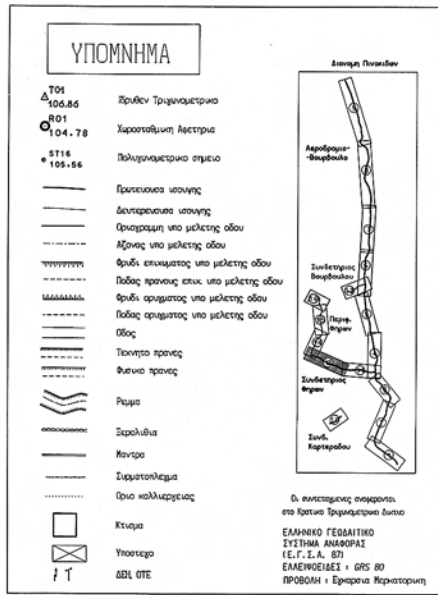 ΥΠΟΜΝΗΜΑ
T01
106.86
Ιδρυθεν Τριγωνομετρικο
R01
104.78
Χωροσταθμικη Αφετηρια
ST16
105.56
Πολυγωνομετρικο σημειο
Πρωτευουσα ισουψης
Δευτερευουσα ισουψης
Οριογραμμη υπο μελετης οδου
Αξονας υπο μελετης οδου
Φρυδι επιχωματος υπο μελετης οδου
Ποδας πρανους επιχ. υπο μελετης οδου
Φρυδι ορυγματος υπο μελετης οδου
Ποδας ορυγματος υπο μελετης οδου
Οδος
Τεχνητο πρανες
Φυσικο πρανες
Ρεμμα
Ξερολιθια
Μαντρα
Συρματοπλεγμα
Οριο καλλιεργειας
Κτισμα
Υποστεγο
ΔΕΗ, ΟΤΕ
Διανομη Πινακιδων
Αεροδρομιο-
-Βουρβουλο
Συνδετηριος
Βουρβουλου
Περιφ.
Φηρων
Συνδετηριος
Φηρων
Συνδ.
Καρτεραδου
Οι συντεταγμενες αναφερονται
στο Κρατικο Τριγωνομετρικο Δικτυο
ΕΛΛΗΝΙΚΟ ΓΕΩΔΑΙΤΙΚΟ
ΣΥΣΤΗΜΑ ΑΝΑΦΟΡΑΣ
(Ε.Γ.Σ.Α. 87)
ΕΛΛΕΙΨΟΕΙΔΕΣ : GRS 80
ΠΡΟΒΟΛΗ : Εγκαρσια Μερκατορικη